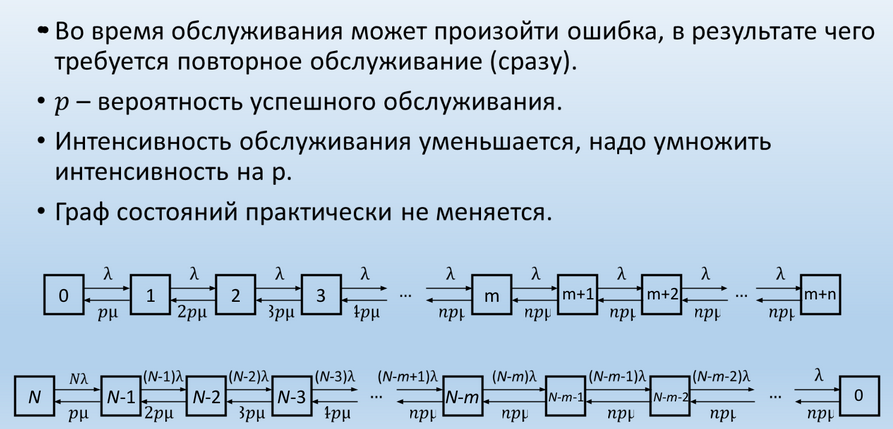 • Во время обслуживания может произойти ошибка, в результате чего
требуется повторное обслуживание (сразу).
• p – вероятность успешного обслуживания.
• Интенсивность обслуживания уменьшается, надо умножить
интенсивность на p.
• Граф состояний практически не меняется.
λ λ λ λ λ λ λ λ λ
0 1 2 3 ... m m+1 m+2 ... m+n
pμ 2pμ 3pμ 4pμ npμ npμ npμ npμ npμ
Nλ (N-1)λ (N-2)λ (N-3)λ (N-m+1)λ (N-m)λ (N-m-1)λ (N-m-2)λ λ
N N-1 N-2 N-3 ... N-m N-m-1 N-m-2 ... 0
pμ 2pμ 3pμ 4pμ npμ npμ npμ npμ npμ